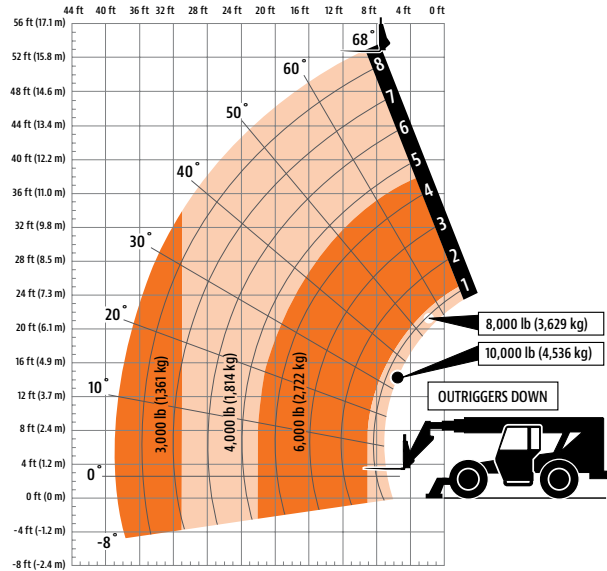 44 ft 40 ft 36 ft 32 ft 28 ft 24 ft 20 ft 16 ft 12 ft 8 ft 4 ft 0 ft
56 ft (17.1 m)
52 ft (15.8 m)
48 ft (14.6 m)
44 ft (13.4 m)
40 ft (12.2 m)
36 ft (11.0 m)
32 ft (9.8 m)
28 ft (8.5 m)
24 ft (7.3 m)
20 ft (6.1 m)
16 ft (4.9 m)
12 ft (3.7 m)
8 ft (2.4 m)
4 ft (1.2 m)
0 ft (0 m)
-4 ft (-1.2 m)
-8 ft (-2.4 m)
68°
60°
50°
40°
30°
20°
10°
0°
-8°
8
7
6
5
4
3
2
1
3,000 lb (1,361 kg)
4,000 lb (1,814 kg)
6,000 lb (2,722 kg)
8,000 lb (3,629 kg)
10,000 lb (4,536 kg)
OUTRIGGERS DOWN